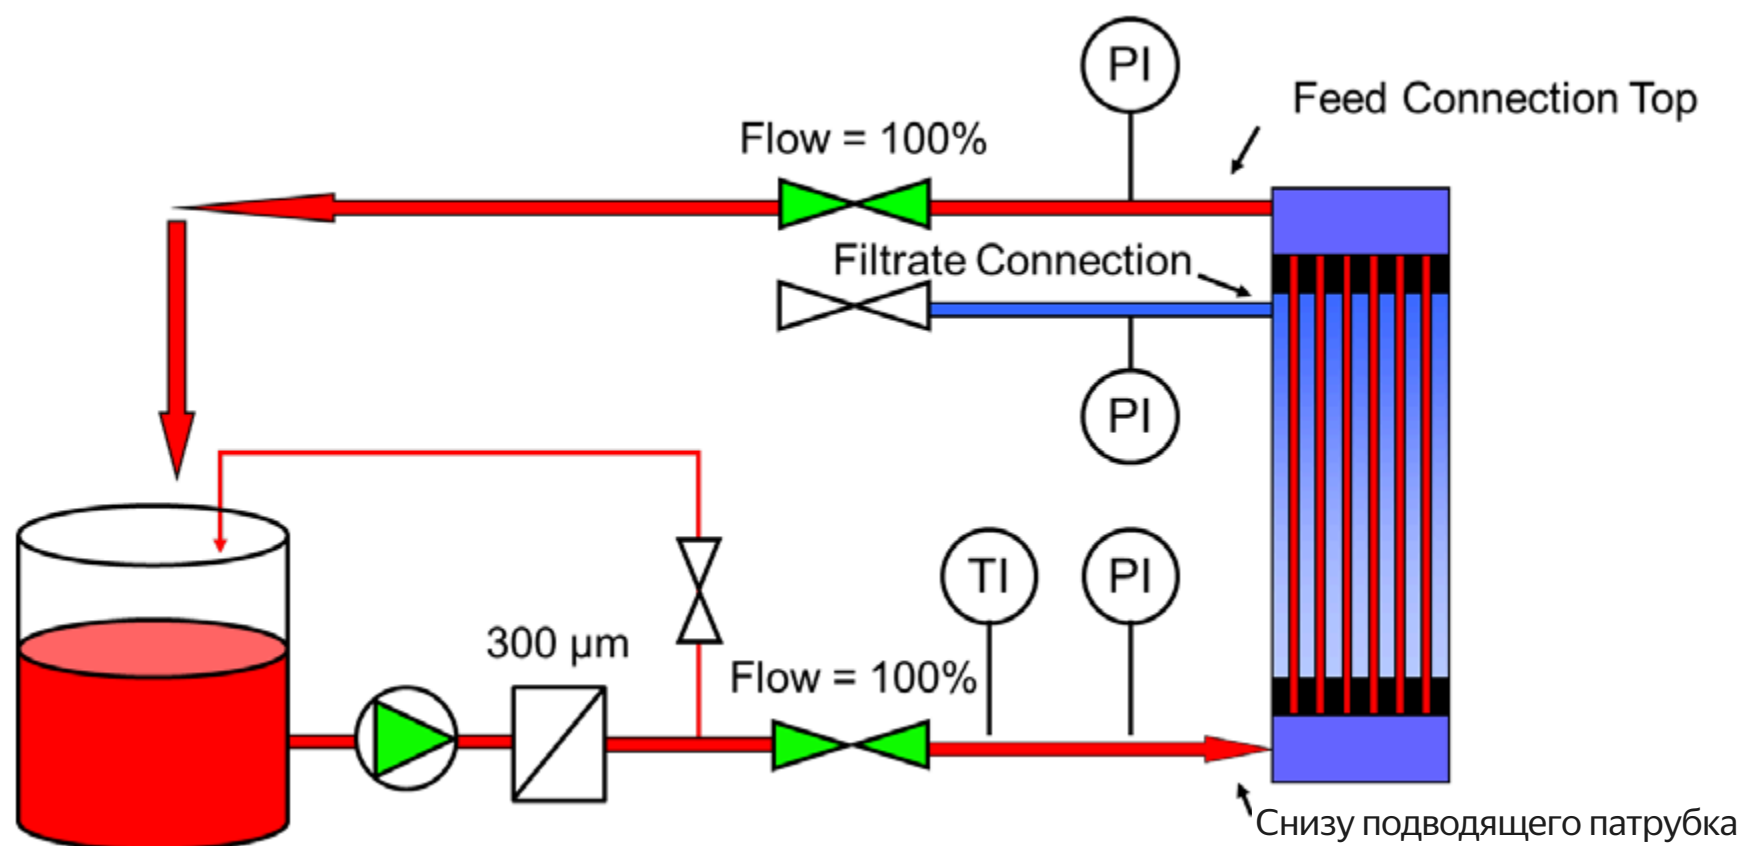 PI
Feed Connection Top
Flow = 100%
Filtrate Connection
PI
TI
PI
300 µm
Flow = 100%
Снизу подводящего патрубка